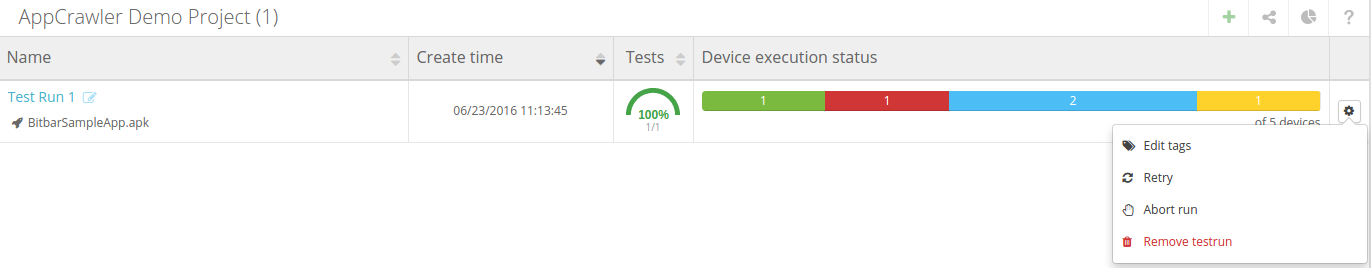 AppCrawler Demo Project (1)
?
Name
Create time
Tests
Device execution status
Test Run 1
BitbarSampleApp.apk
06/23/2016 11:13:45
100%
1/1
1
1
2
1
of 5 devices
Edit tags
Retry
Abort run
Remove testrun